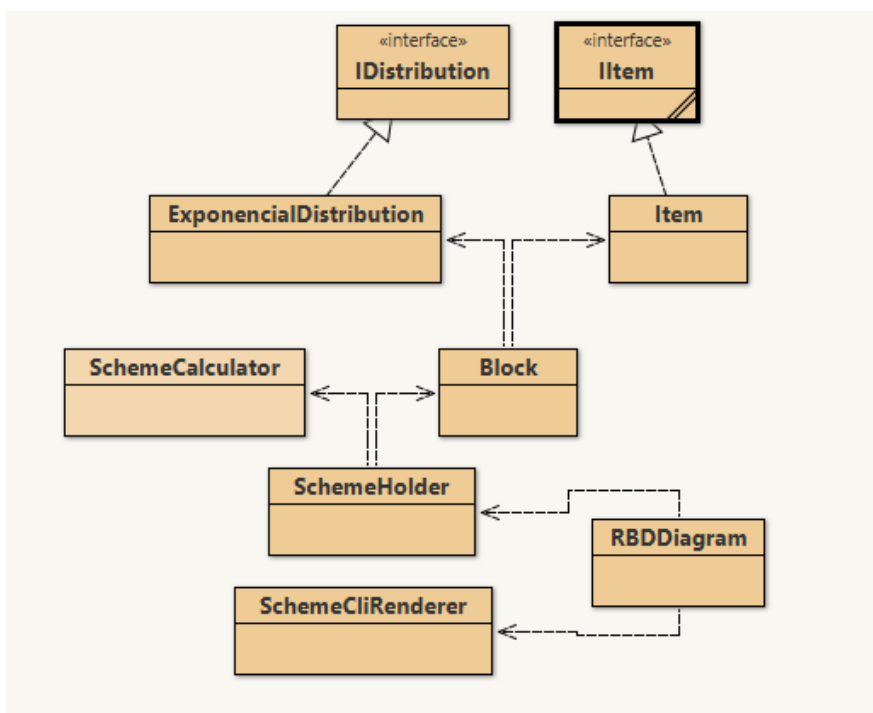 «interface»
IDistribution
«interface»
IItem
ExponencialDistribution
Item
SchemeCalculator
Block
SchemeHolder
RBDDiagram
SchemeCliRenderer